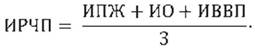 ИРЧП = (ИПЖ + ИО + ИВВП) / 3.